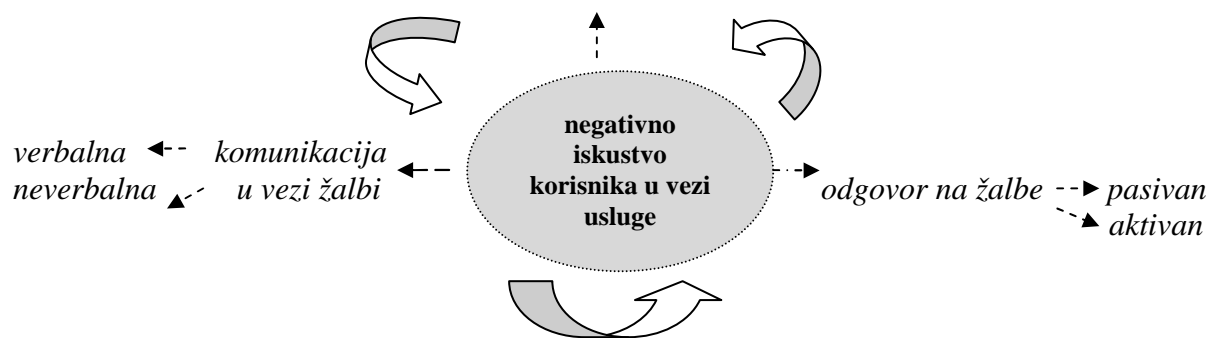 verbalna
neverbalna
komunikacija
u vezi žalbi
negativno
iskustvo
korisnika u vezi
usluge
odgovor na žalbe
pasivan
aktivan